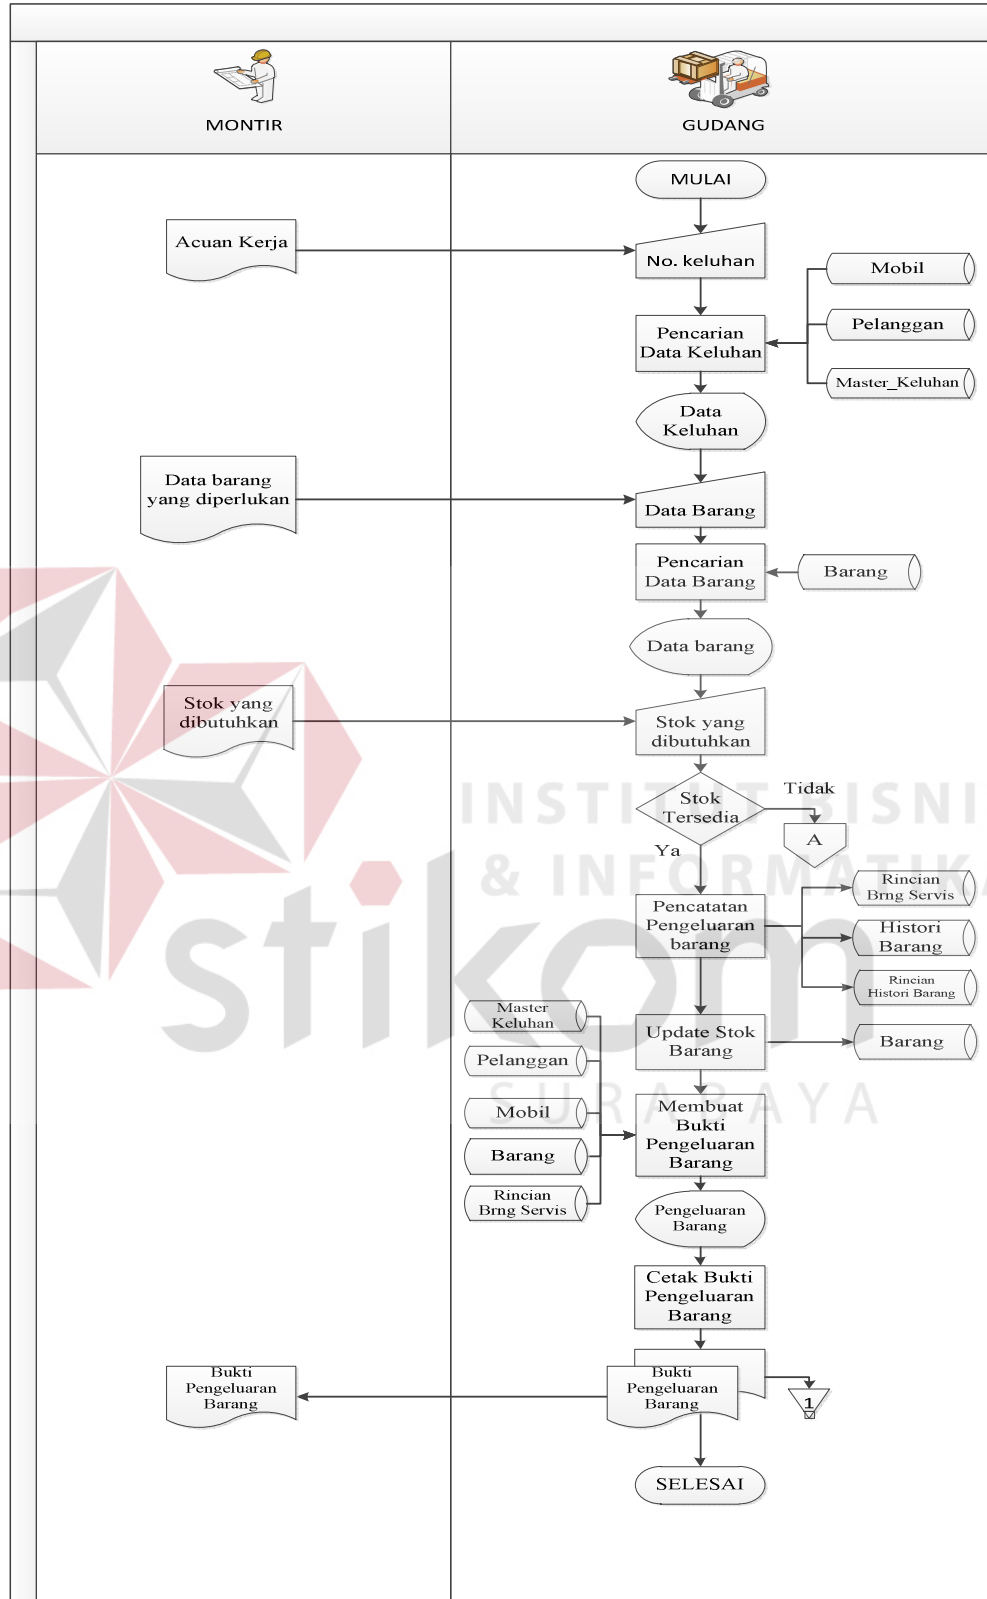 MONTIR
GUDANG
MULAI
Acuan Kerja
No. keluhan
Mobil
Pelanggan
Master_Keluhan
Pencarian
Data Keluhan
Data
Keluhan
Data barang
yang diperlukan
Data Barang
Pencarian
Data Barang
Barang
Data barang
Stok yang
dibutuhkan
Stok yang
dibutuhkan
Stok
Tersedia
Tidak
A
Ya
Pencatatan
Pengeluaran
barang
Rincian
Brng Servis
Histori
Barang
Rincian
Histori Barang
Update Stok
Barang
Barang
Master
Keluhan
Pelanggan
Mobil
Barang
Rincian
Brng Servis
Membuat
Bukti
Pengeluaran
Barang
Pengeluaran
Barang
Cetak Bukti
Pengeluaran
Barang
Bukti
Pengeluaran
Barang
Bukti
Pengeluaran
Barang
1
SELESAI
INSTITUT BISNI
& INFORMATIKA
stikom
SURABAYA